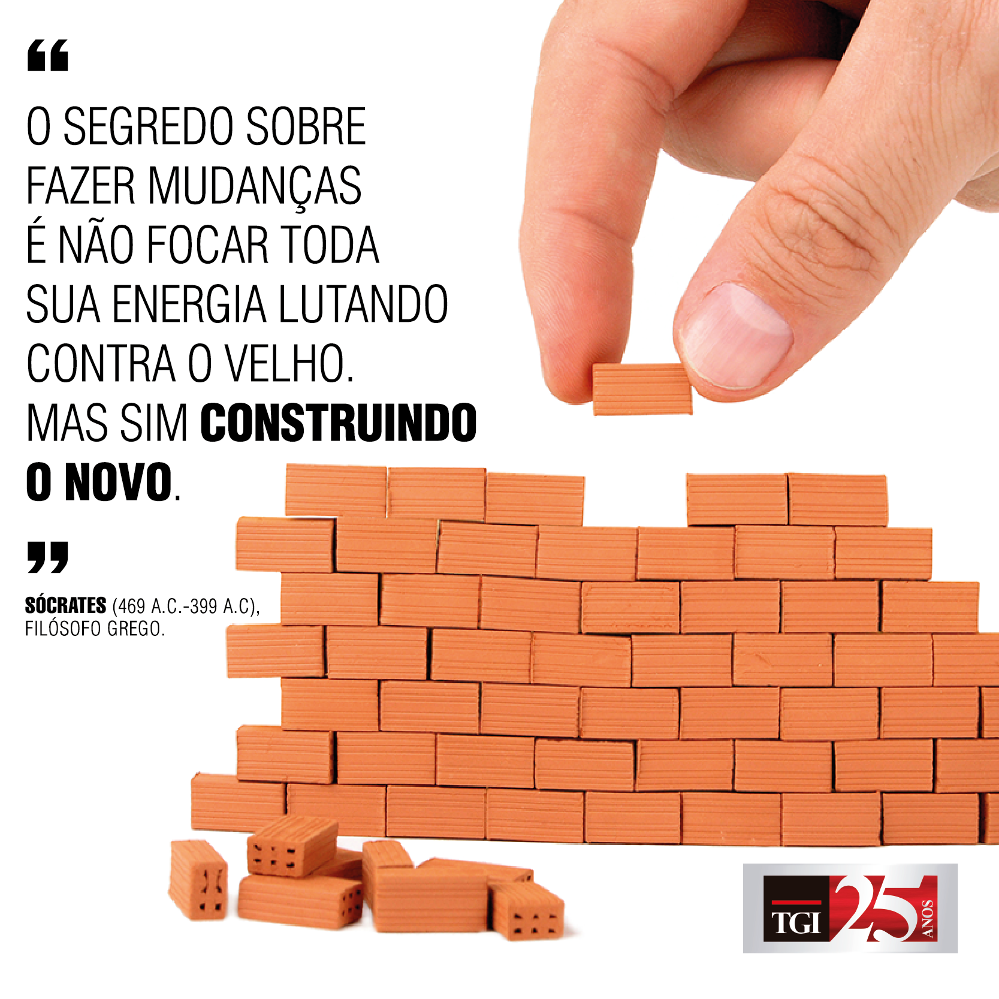 “
O SEGREDO SOBRE
FAZER MUDANÇAS
É NÃO FOCAR TODA
SUA ENERGIA LUTANDO
CONTRA O VELHO.
MAS SIM CONSTRUINDO
O NOVO.
”
SÓCRATES (469 A.C.-399 A.C),
FILÓSOFO GREGO.
TGI 25 ANOS